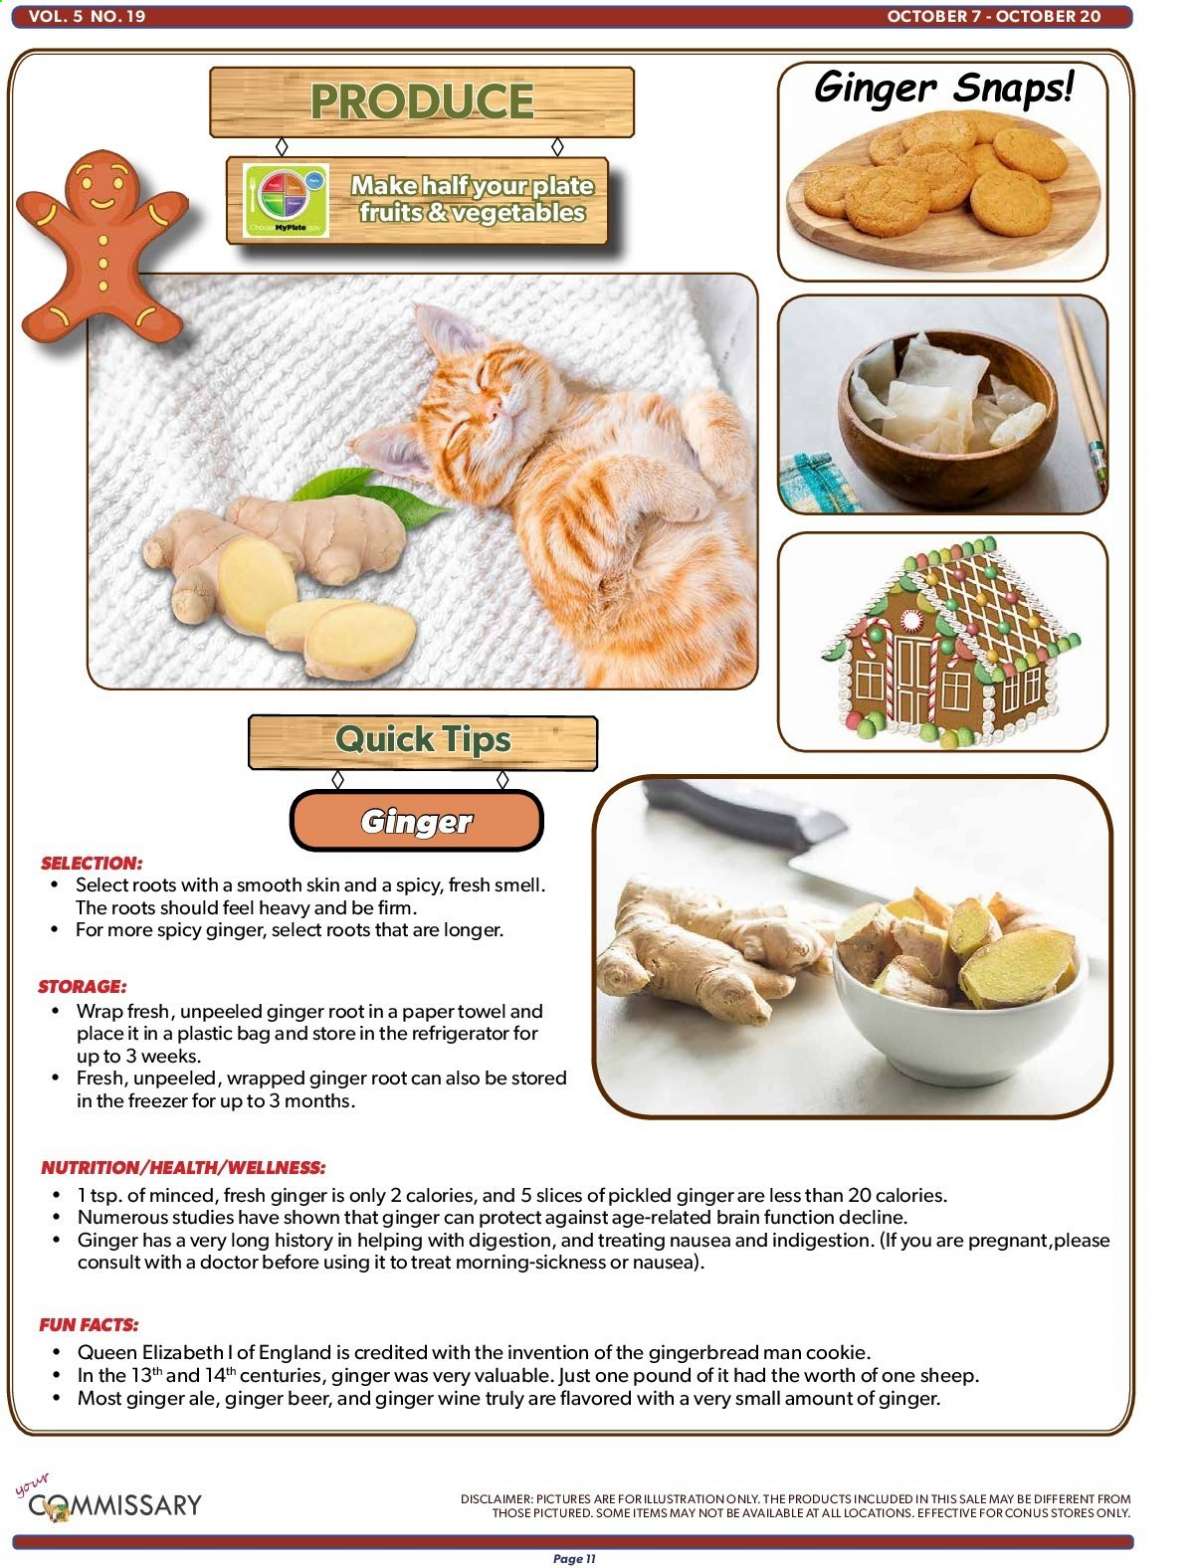 VOL. 5 NO. 19
OCTOBER 7 - OCTOBER 20
PRODUCE
Make half your plate
fruits & vegetables
ChooseMyPlate.gov
Ginger Snaps!
Quick Tips
Ginger
SELECTION:
• Select roots with a smooth skin and a spicy, fresh smell.
The roots should feel heavy and be firm.
• For more spicy ginger, select roots that are longer.
STORAGE:
• Wrap fresh, unpeeled ginger root in a paper towel and
place it in a plastic bag and store in the refrigerator for
up to 3 weeks.
• Fresh, unpeeled, wrapped ginger root can also be stored
in the freezer for up to 3 months.
NUTRITION/HEALTH/WELLNESS:
• 1 tsp. of minced, fresh ginger is only 2 calories, and 5 slices of pickled ginger are less than 20 calories.
• Numerous studies have shown that ginger can protect against age-related brain function decline.
• Ginger has a very long history in helping with digestion, and treating nausea and indigestion. (If you are pregnant,please
consult with a doctor before using it to treat morning-sickness or nausea).
FUN FACTS:
• Queen Elizabeth I of England is credited with the invention of the gingerbread man cookie.
• In the 13th and 14th centuries, ginger was very valuable. Just one pound of it had the worth of one sheep.
• Most ginger ale, ginger beer, and ginger wine truly are flavored with a very small amount of ginger.
your
COMMISSARY
DISCLAIMER: PICTURES ARE FOR ILLUSTRATION ONLY. THE PRODUCTS INCLUDED IN THIS SALE MAY DIFFER FROM
THOSE PICTURED. SOME ITEMS MAY NOT BE AVAILABLE AT ALL LOCATIONS. EFFECTIVE FOR CONUS STORES ONLY.
Page 11